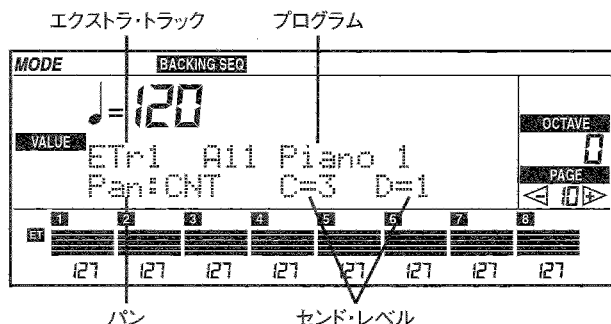 エクストラ・トラック プログラム
MODE BACKING SEQ
♩=120
OCTAVE
0
VALUE ETr1 A11 Piano 1
Pan:CNT C=3 D=1
PAGE
- 10 +
1 2 3 4 5 6 7 8
ET
127 127 127 127 127 127 127 127
パン センド・レベル